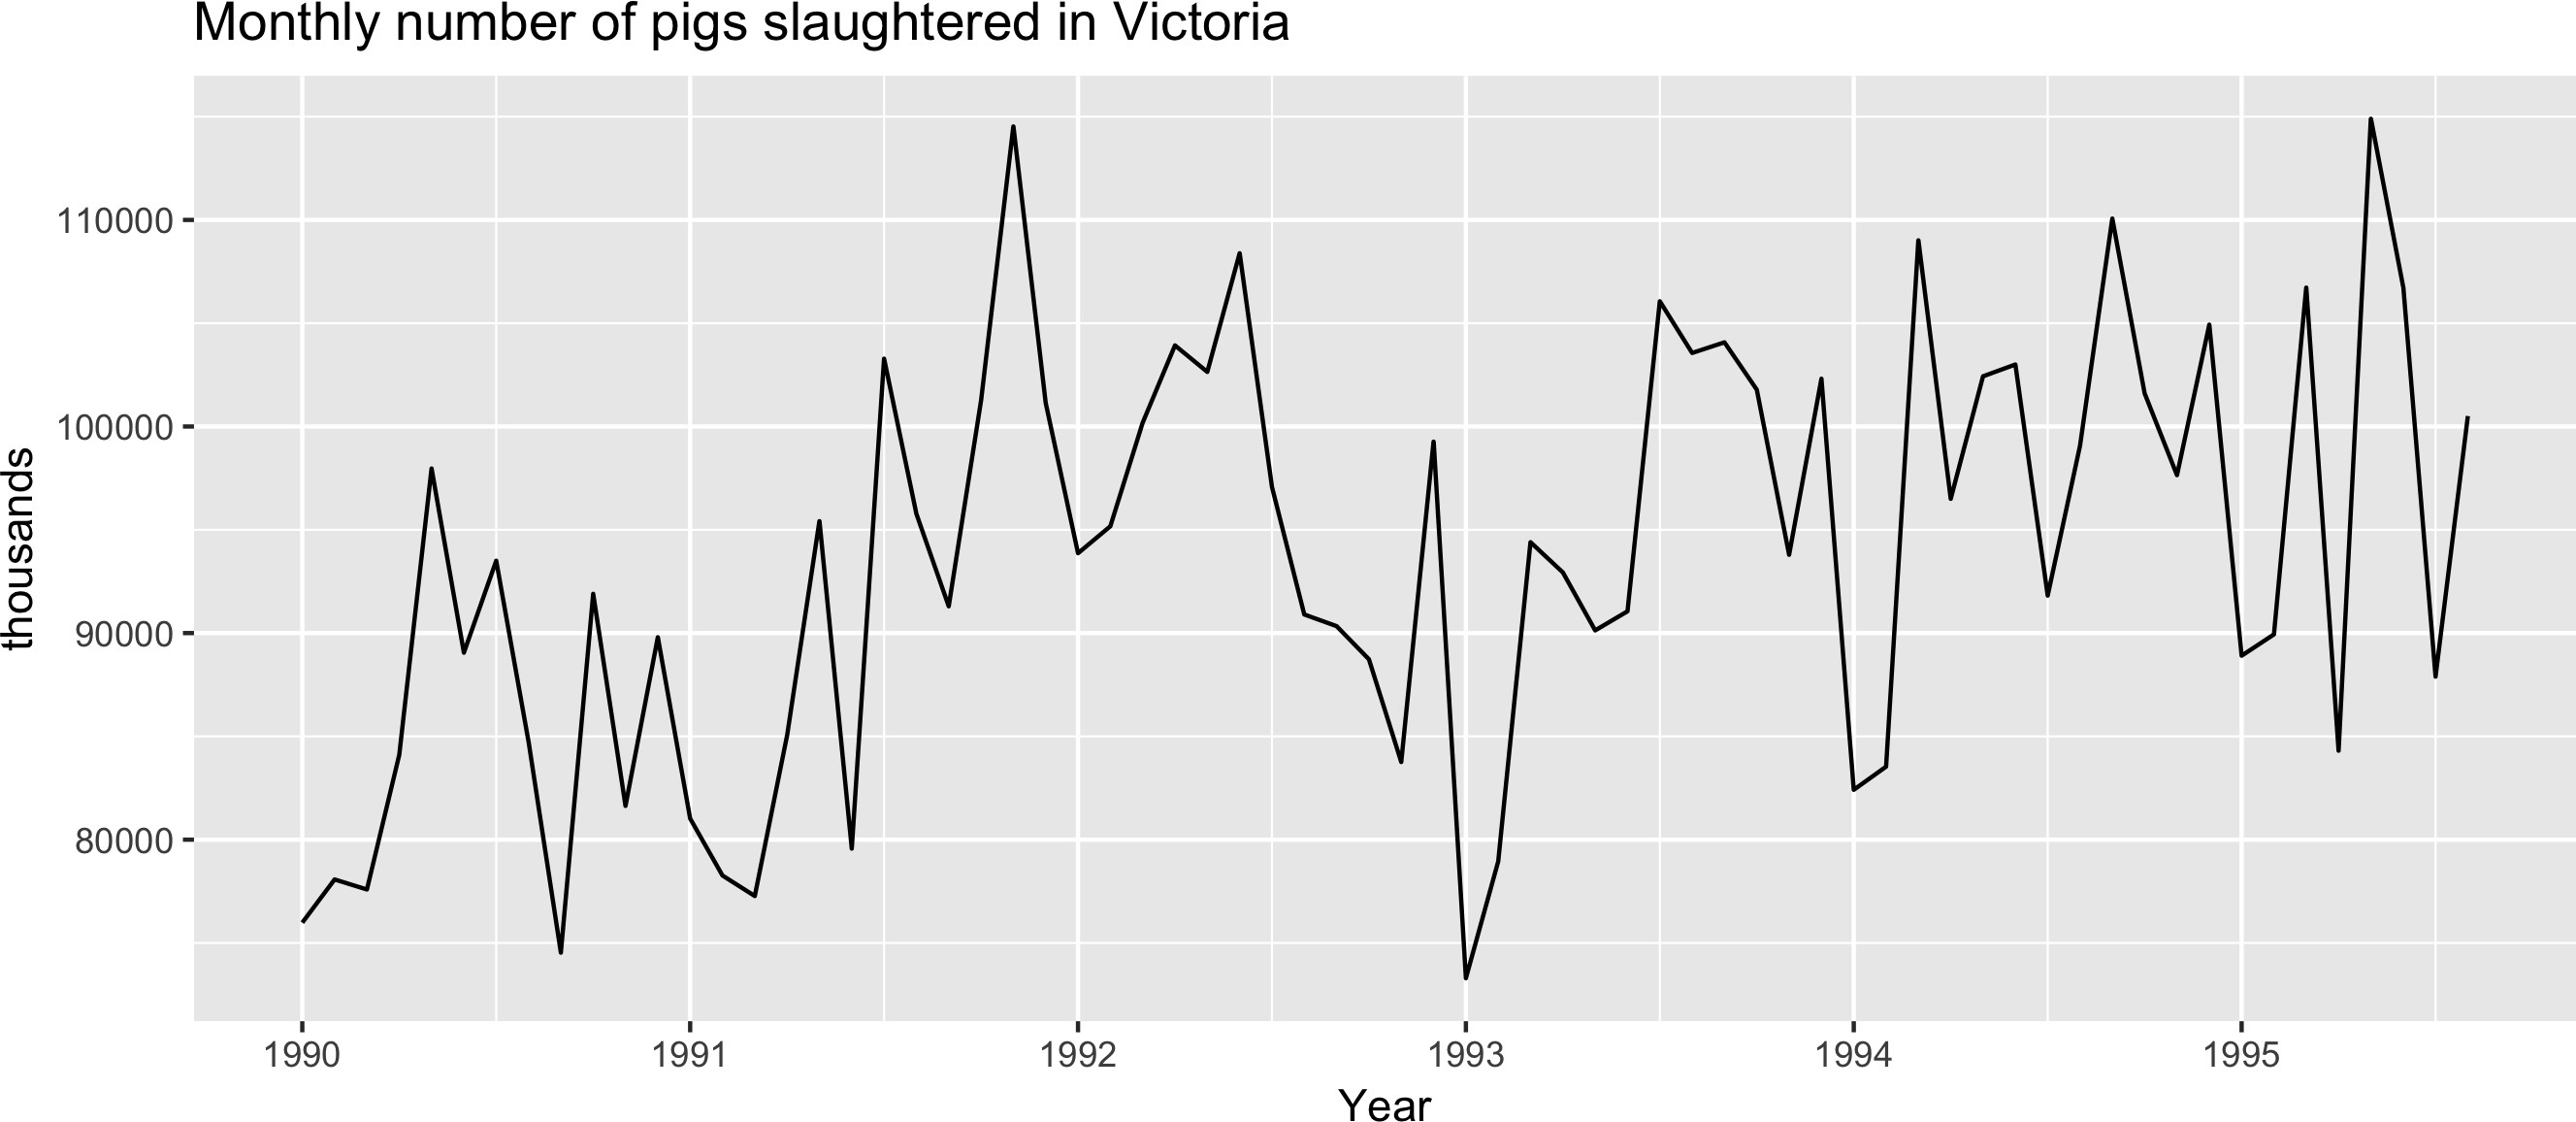 Monthly number of pigs slaughtered in Victoria
thousands
110000
100000
90000
80000
1990 1991 1992 1993 1994 1995
Year